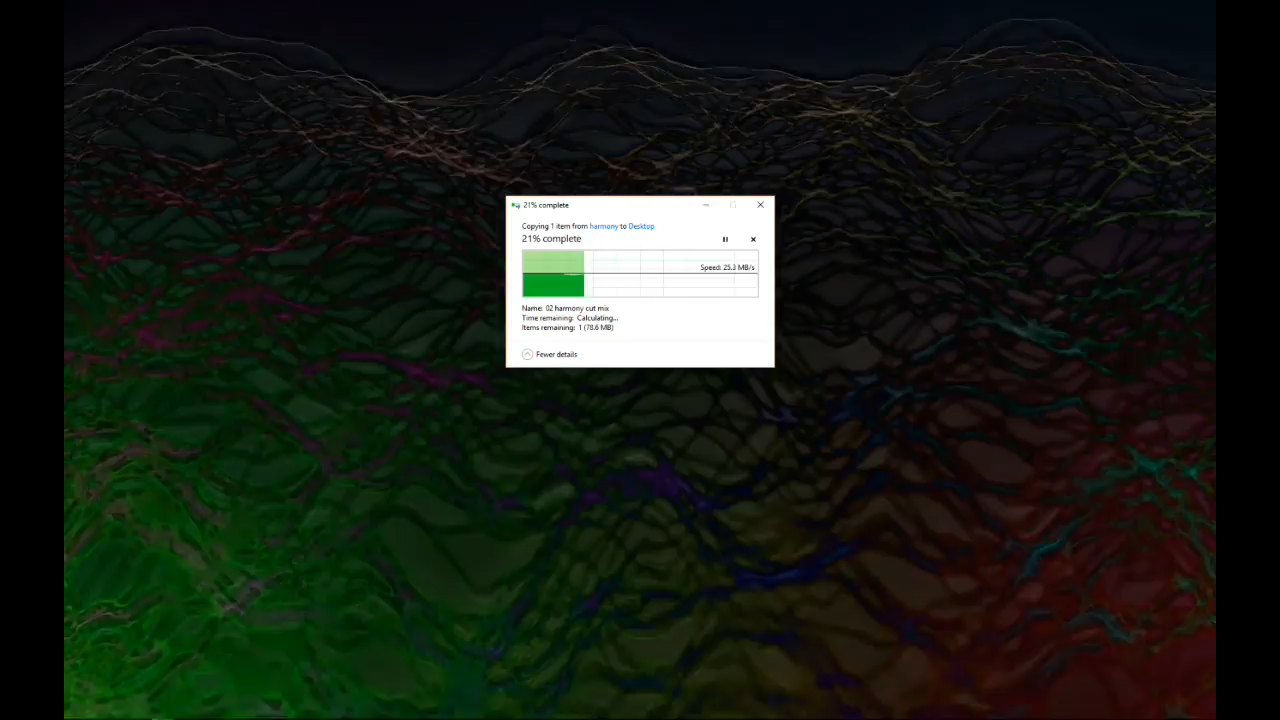 21% complete
Copying 1 item from harmony to Desktop
21% complete
Speed: 25.3 MB/s
Name: 02 harmony cut mix
Time remaining: Calculating...
Items remaining: 1 (78.6 MB)
Fewer details